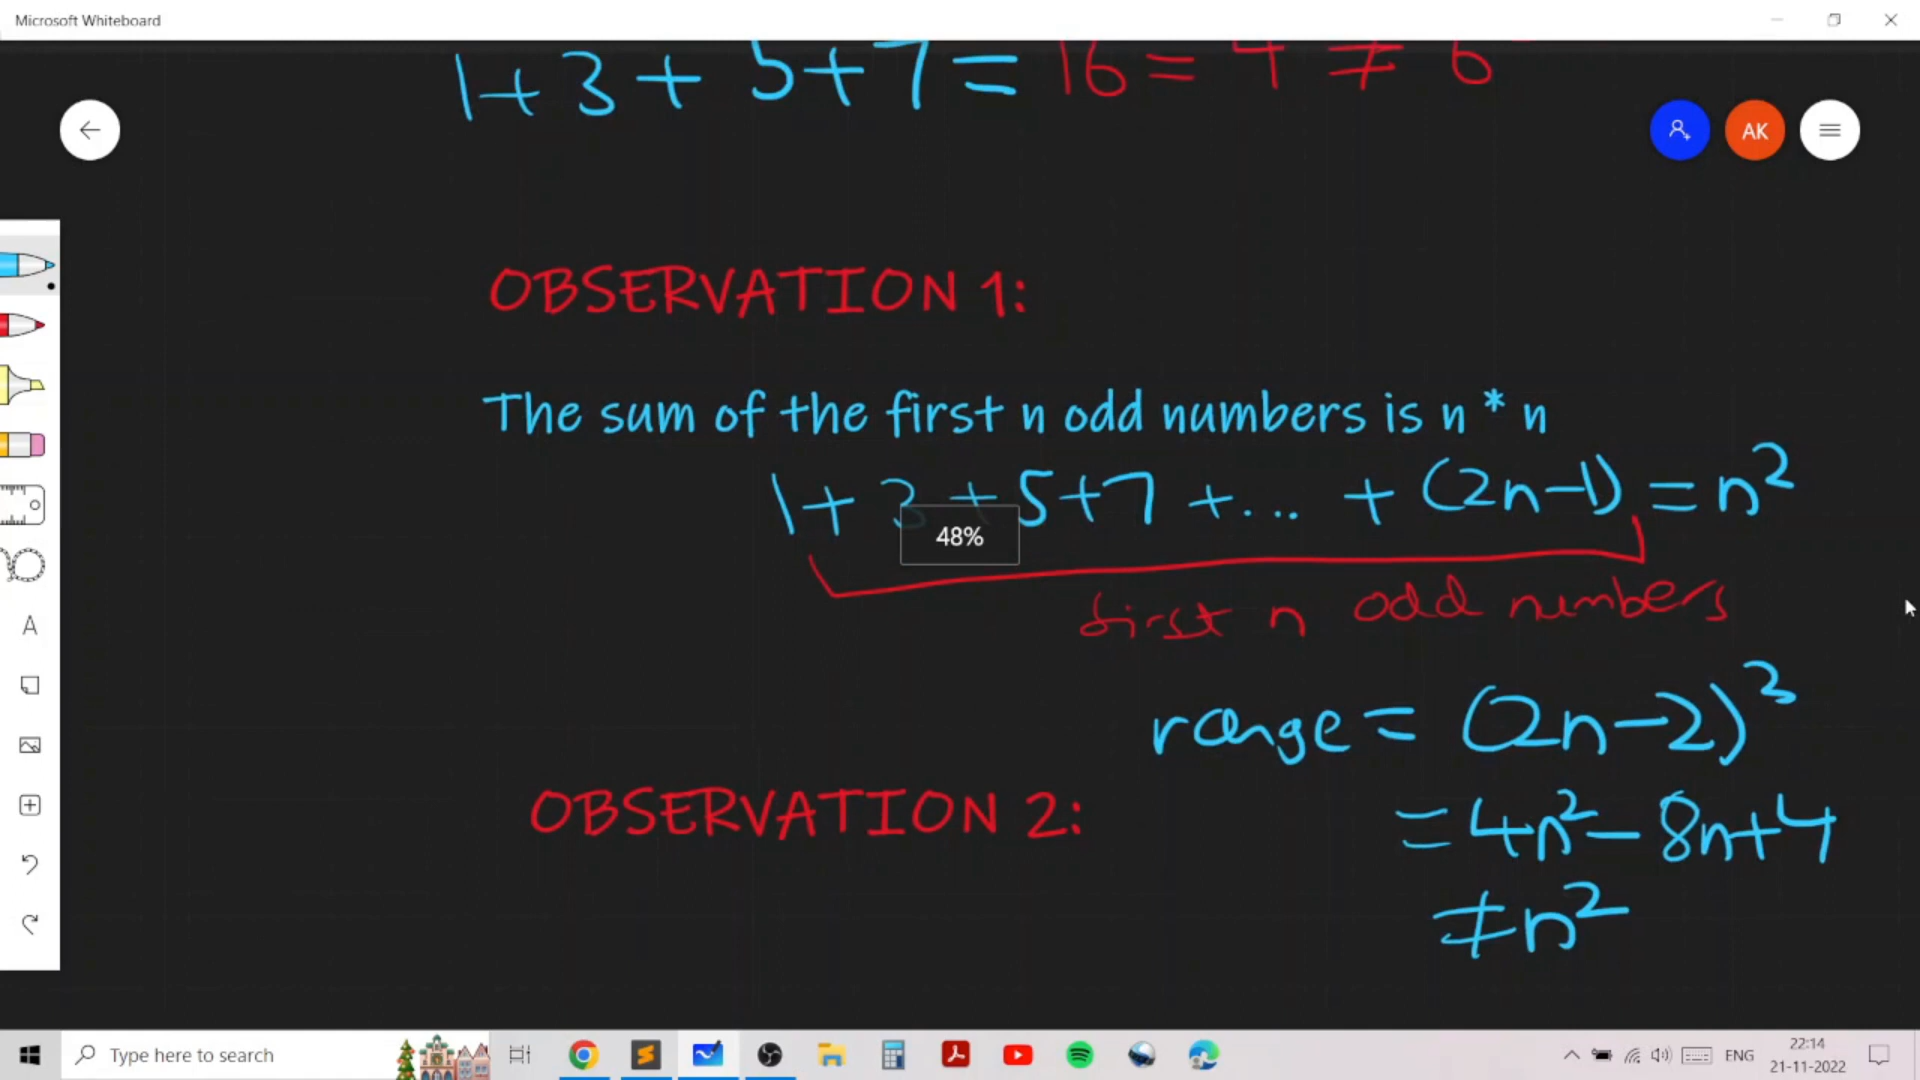 Microsoft Whiteboard
1+3+5+7= 16 = 4 ≠ 6
AK
OBSERVATION 1:
The sum of the first n odd numbers is n * n
1+3+5+7+... + (2n-1) = n²
48%
first n odd numbers
range = (2n-2)²
= 4n²- 8n+4
≠n²
OBSERVATION 2:
A
Type here to search
ENG
22:14
21-11-2022